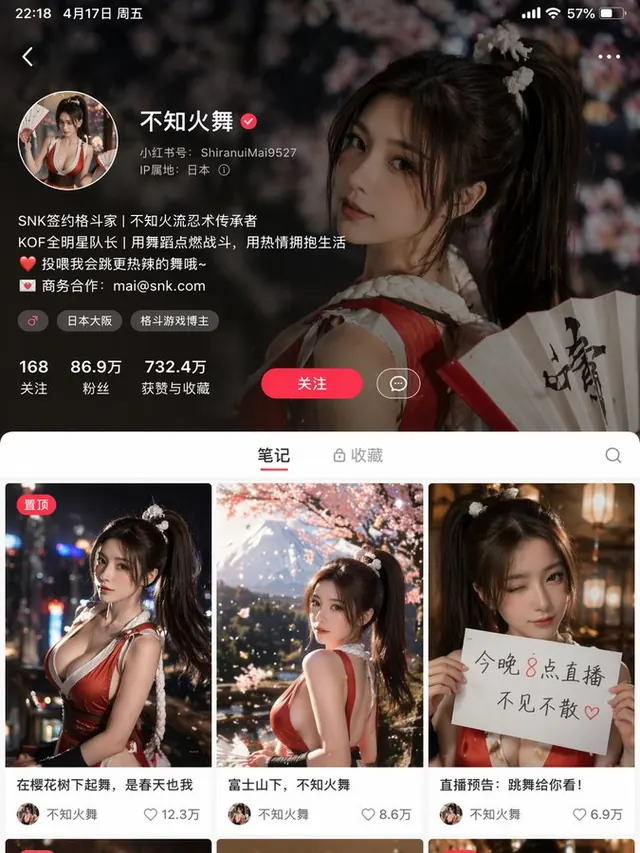 22:18 4月17日 周五 57%
不知火舞
小红书号: ShiranuiMai9527
IP属地: 日本
SNK签约格斗家 | 不知火流忍术传承者
KOF全明星队长 | 用舞蹈点燃战斗，用热情拥抱生活
❤️ 投喂我会跳更热辣的舞哦~
💌 商务合作: mai@snk.com
♂ 日本大阪 格斗游戏博主
168 86.9万 732.4万
关注 粉丝 获赞与收藏
关注
笔记 收藏
置顶
今晚8点直播
不见不散♡
在樱花树下起舞，是春天也我
不知火舞 12.3万
富士山下，不知火舞
不知火舞 8.6万
直播预告：跳舞给你看！
不知火舞 6.9万